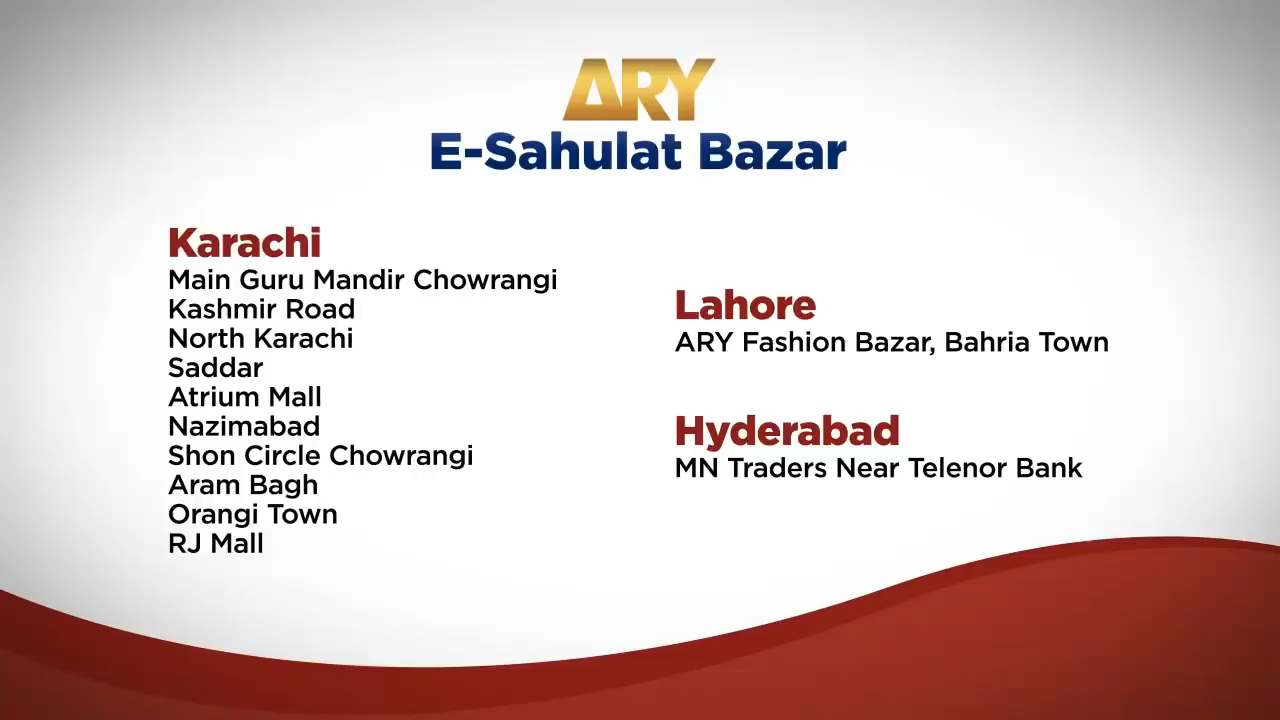 ARY
E-Sahulat Bazar
Karachi
Main Guru Mandir Chowrangi
Kashmir Road
North Karachi
Saddar
Atrium Mall
Nazimabad
Shon Circle Chowrangi
Aram Bagh
Orangi Town
RJ Mall
Lahore
ARY Fashion Bazar, Bahria Town
Hyderabad
MN Traders Near Telenor Bank